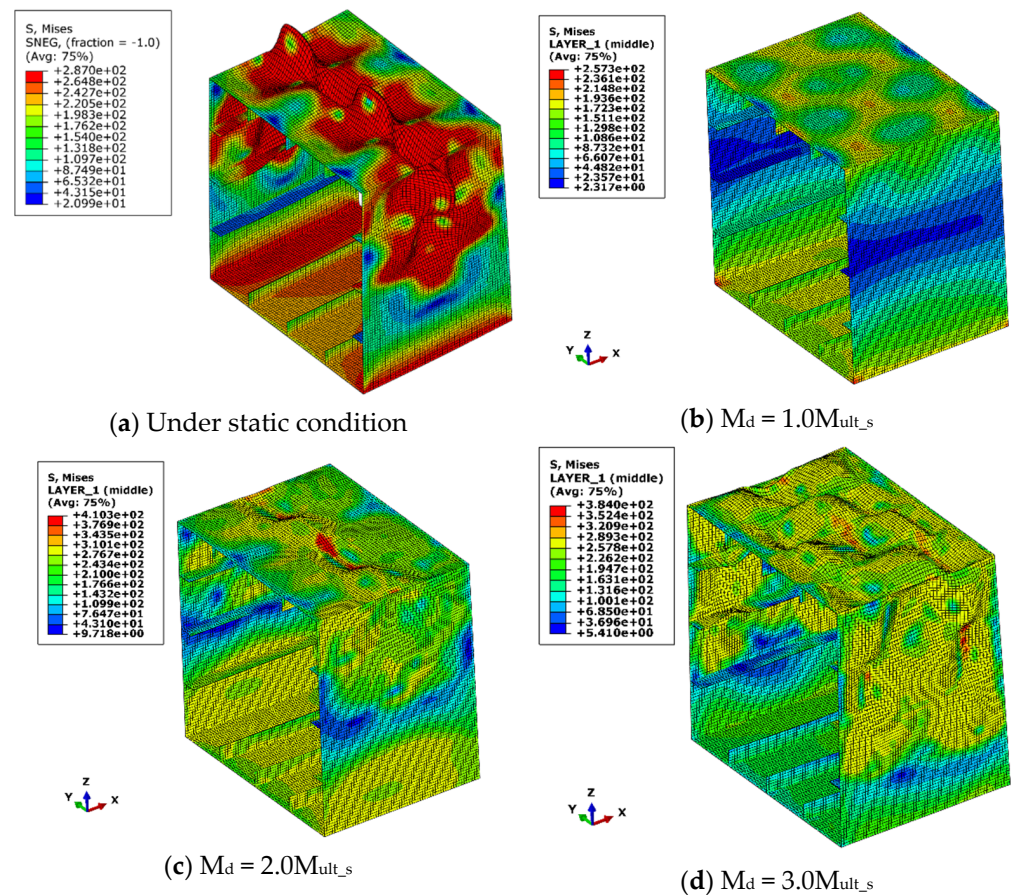 S, Mises
SNEG, (fraction = -1.0)
(Avg: 75%)
+2.870e+02
+2.648e+02
+2.427e+02
+2.205e+02
+1.983e+02
+1.762e+02
+1.540e+02
+1.318e+02
+1.097e+02
+8.749e+01
+6.532e+01
+4.315e+01
+2.099e+01
(a) Under static condition
S, Mises
LAYER_1 (middle)
(Avg: 75%)
+2.573e+02
+2.361e+02
+2.148e+02
+1.936e+02
+1.723e+02
+1.511e+02
+1.298e+02
+1.086e+02
+8.732e+01
+6.607e+01
+4.482e+01
+2.357e+01
+2.317e+00
Z
Y
X
(b) Md = 1.0Mult_s
S, Mises
LAYER_1 (middle)
(Avg: 75%)
+4.103e+02
+3.769e+02
+3.435e+02
+3.101e+02
+2.767e+02
+2.434e+02
+2.100e+02
+1.766e+02
+1.432e+02
+1.099e+02
+7.647e+01
+4.310e+01
+9.718e+00
Z
Y
X
(c) Md = 2.0Mult_s
S, Mises
LAYER_1 (middle)
(Avg: 75%)
+3.840e+02
+3.524e+02
+3.209e+02
+2.893e+02
+2.578e+02
+2.262e+02
+1.947e+02
+1.631e+02
+1.316e+02
+1.001e+02
+6.850e+01
+3.696e+01
+5.410e+00
Z
Y
X
(d) Md = 3.0Mult_s